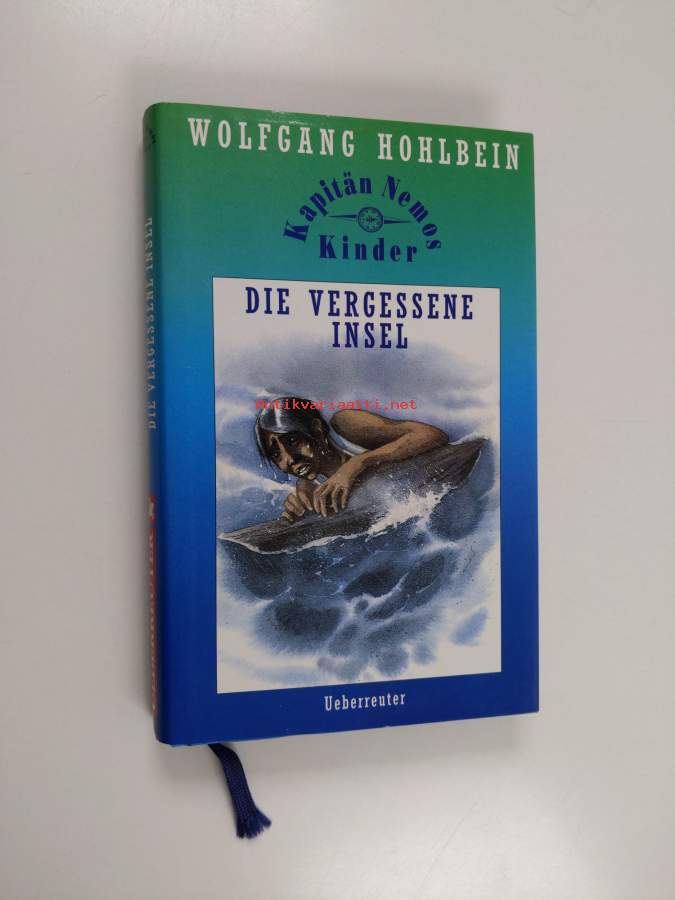 WOLFGANG HOHLBEIN
Kapitän Nemos
Kinder
DIE VERGESSENE
INSEL
antikvariaatti.net
Ueberreuter
DIE VERGESSENE INSEL